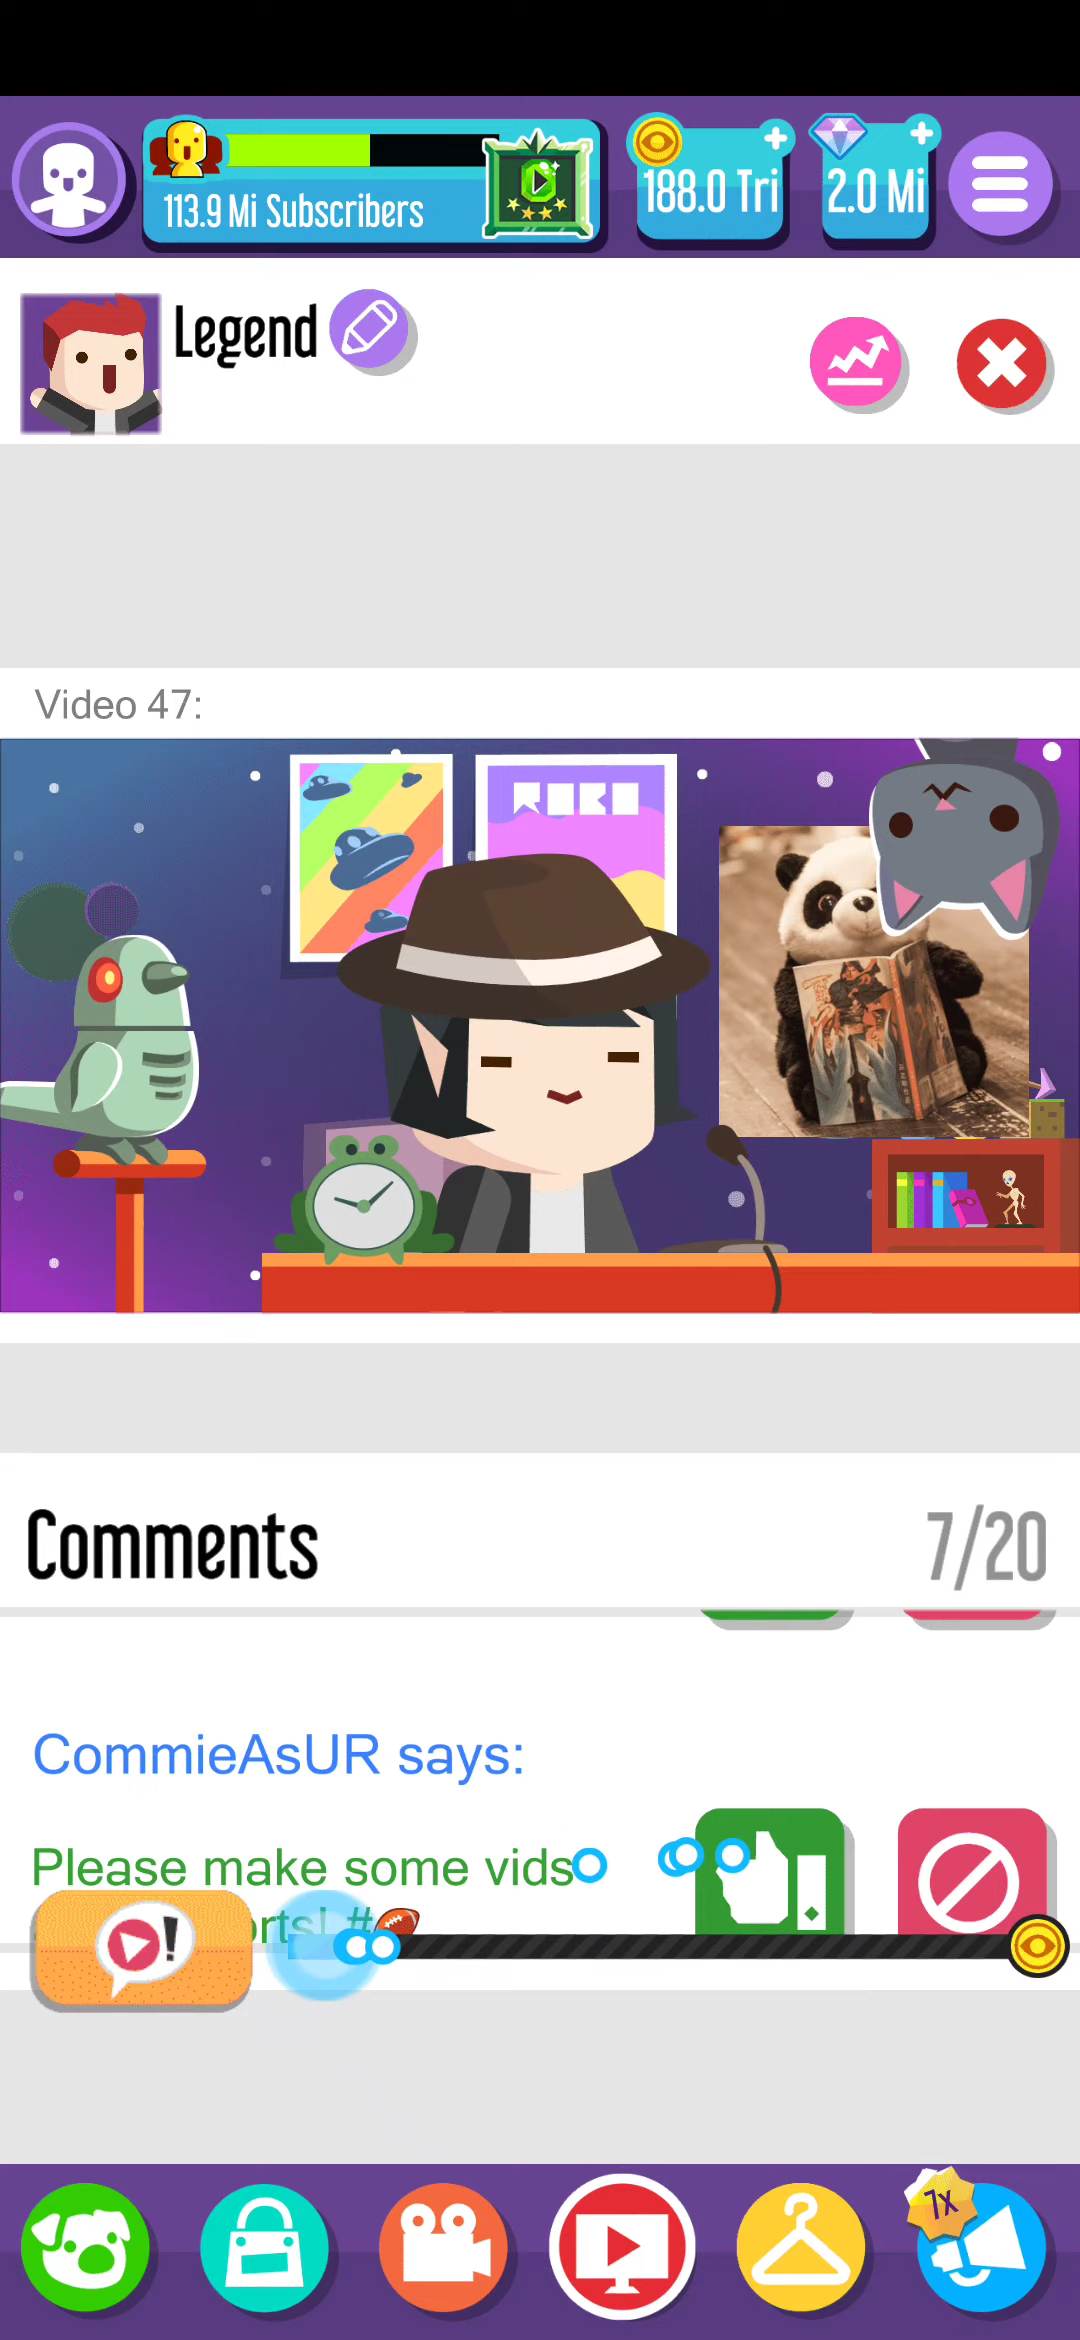 113.9 Mi Subscribers
188.0 Tri
2.0 Mi
Legend
Video 47:
Comments
7/20
CommieAsUR says:
Please make some vids
rts! #
!
1x